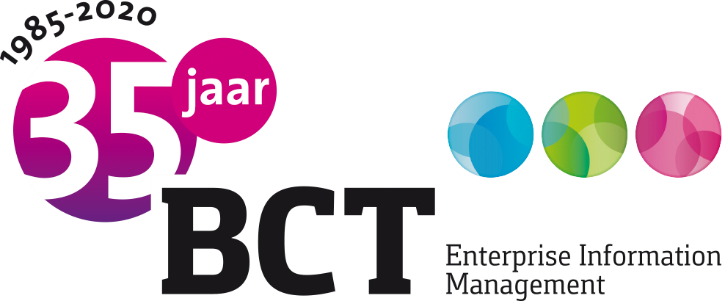 1985-2020
35
jaar
BCT
Enterprise Information
Management